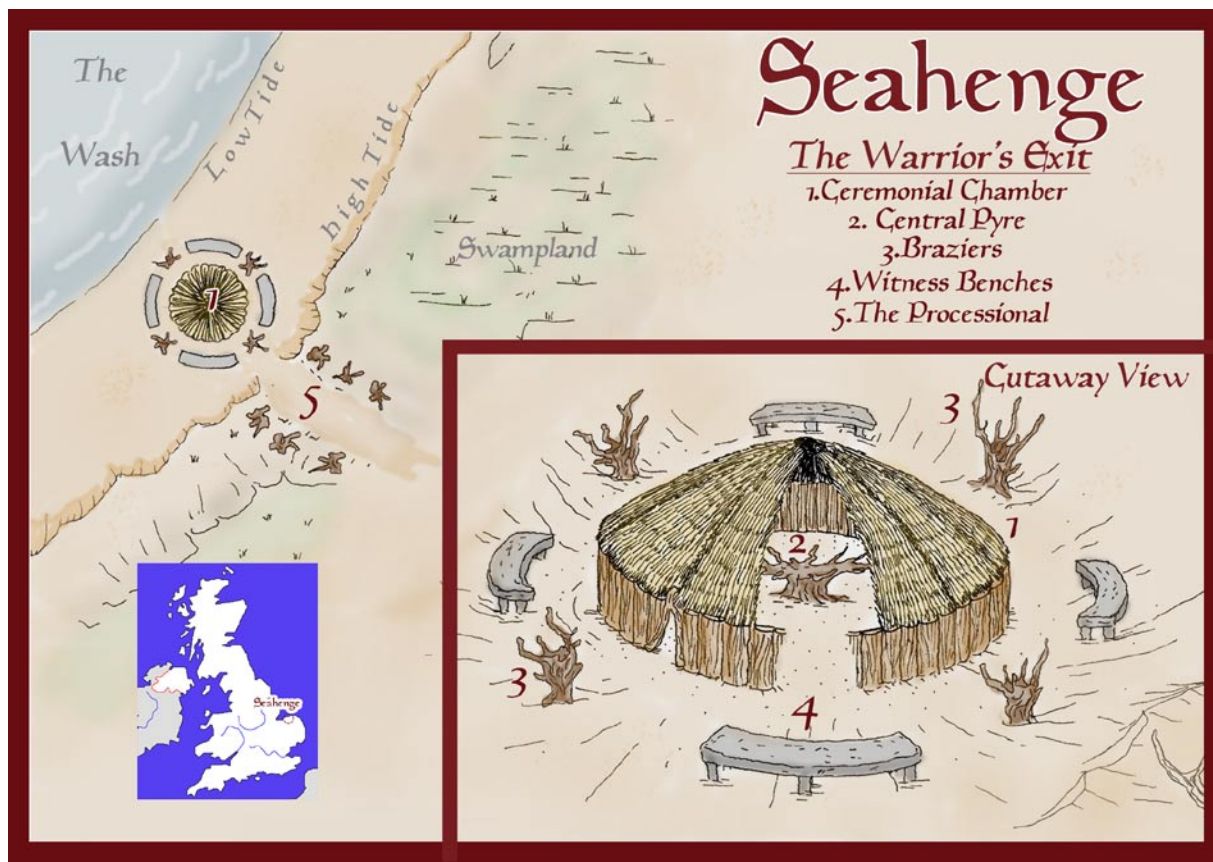 Seahenge
The Warrior's Exit
1.Ceremonial Chamber
2. Central Pyre
3.Braziers
4.Witness Benches
5.The Processional
The
Wash
Low Tide
high Tide
Swampland
1
5
Seahenge
Cutaway View
3
1
2
3
4